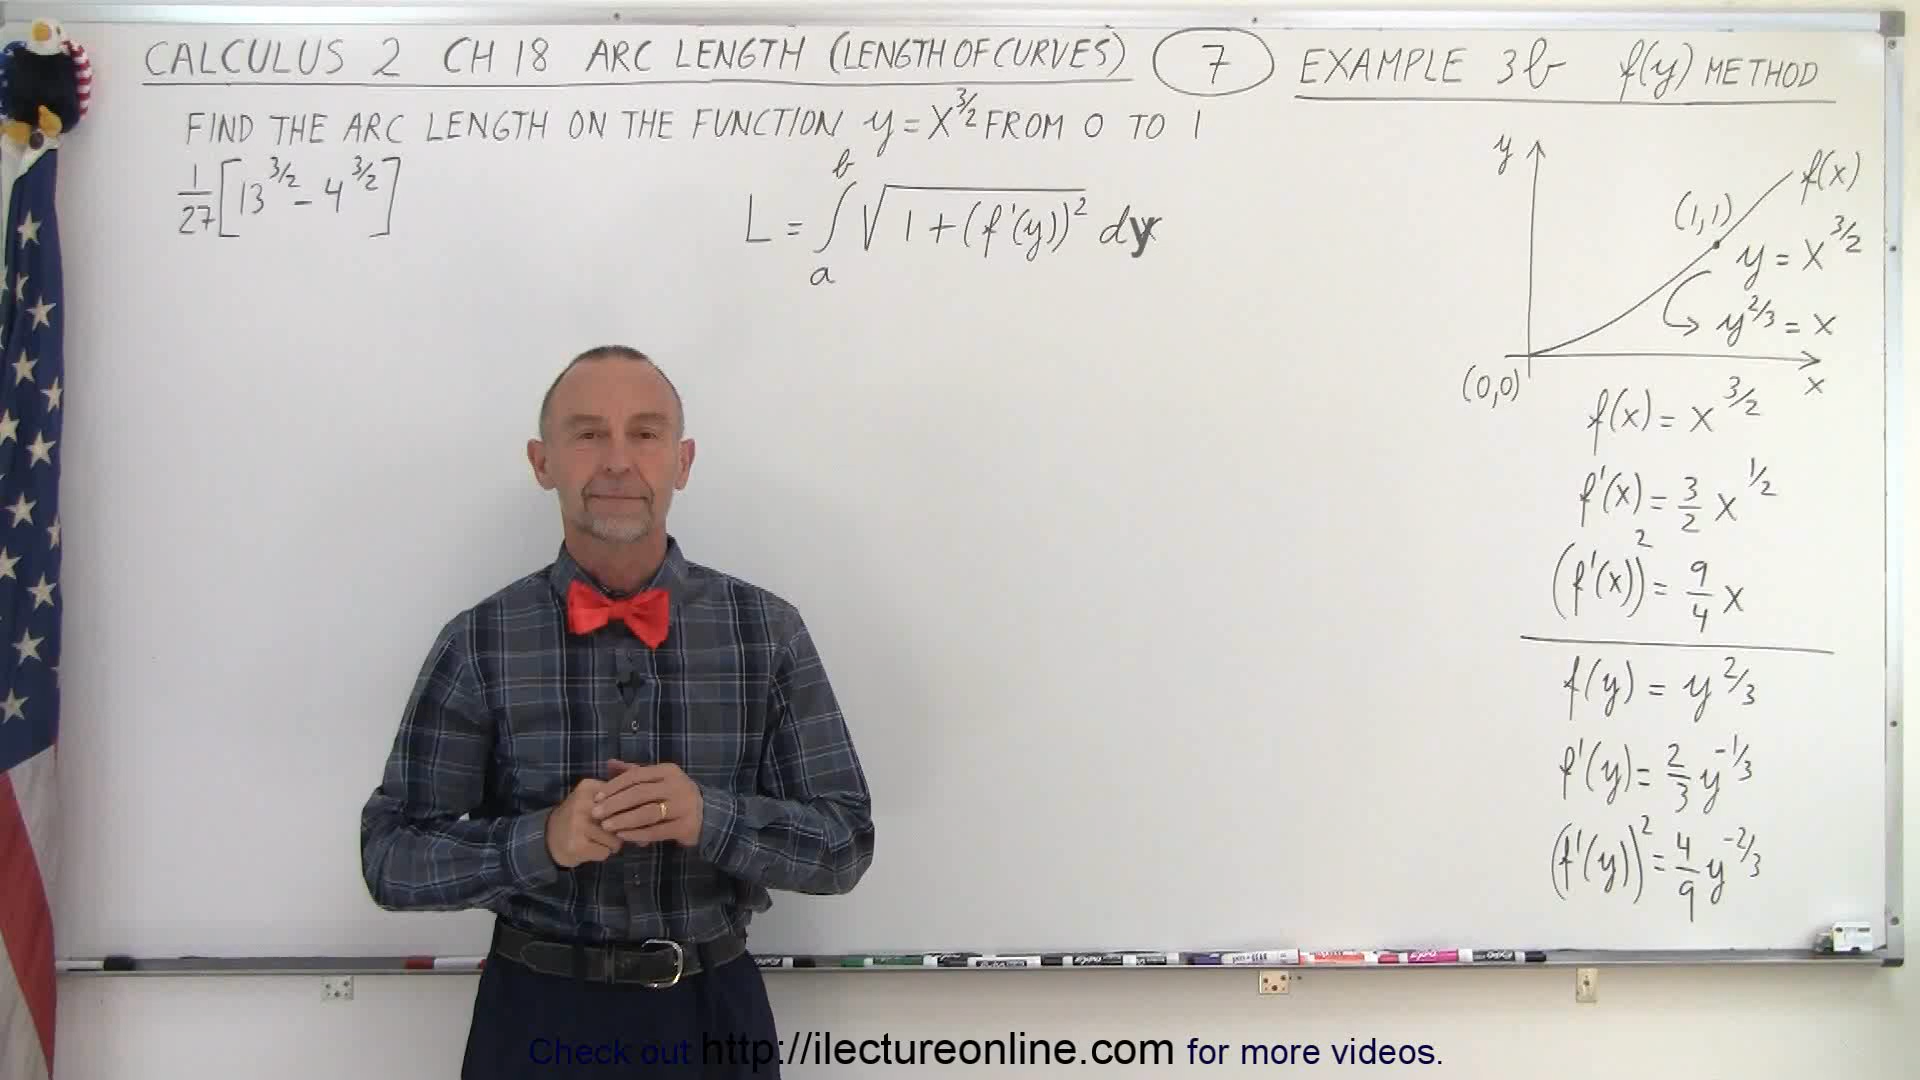 CALCULUS 2 CH 18 ARC LENGTH (LENGTH OF CURVES) 7 EXAMPLE 3b f(y) METHOD
FIND THE ARC LENGTH ON THE FUNCTION y = x^3/2 FROM 0 TO 1
1/27 [13^3/2 - 4^3/2]
L = ∫_a^b √(1 + (f'(y))^2) dy
y
f(x)
(1,1)
y = x^3/2
y^2/3 = x
(0,0)
x
f(x) = x^3/2
f'(x) = 3/2 x^1/2
(f'(x))^2 = 9/4 x
f(y) = y^2/3
f'(y) = 2/3 y^-1/3
(f'(y))^2 = 4/9 y^-2/3
Check out http://ilectureonline.com for more videos.